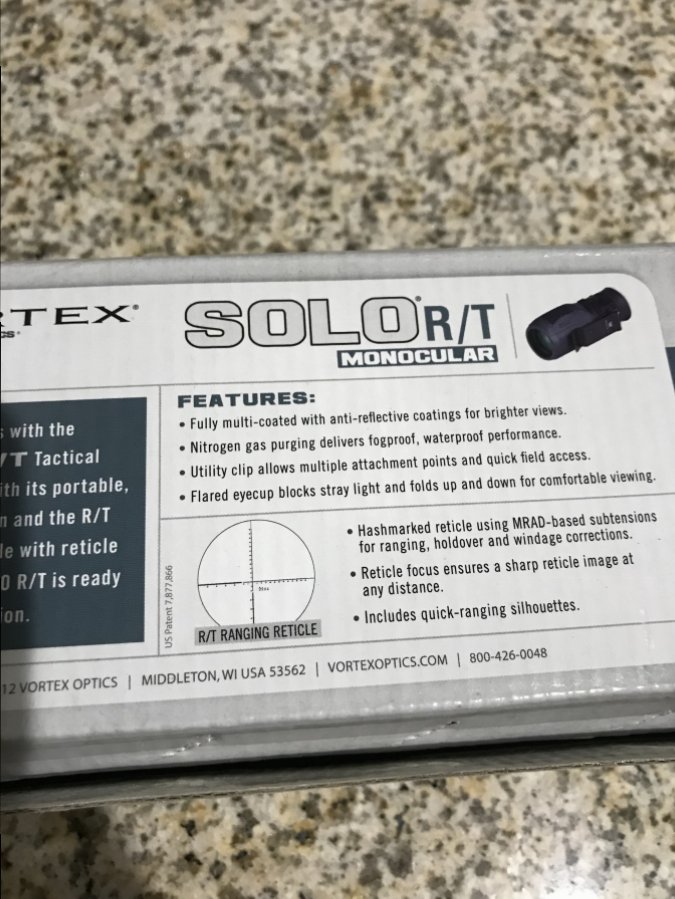 RTEX®
CS®
SOLO® R/T
MONOCULAR
with the
/T Tactical
ith its portable,
n and the R/T
le with reticle
O R/T is ready
ion.
FEATURES:
• Fully multi-coated with anti-reflective coatings for brighter views.
• Nitrogen gas purging delivers fogproof, waterproof performance.
• Utility clip allows multiple attachment points and quick field access.
• Flared eyecup blocks stray light and folds up and down for comfortable viewing.
US Patent 7,877,866
R/T RANGING RETICLE
• Hashmarked reticle using MRAD-based subtensions
for ranging, holdover and windage corrections.
• Reticle focus ensures a sharp reticle image at
any distance.
• Includes quick-ranging silhouettes.
12 VORTEX OPTICS | MIDDLETON, WI USA 53562 | VORTEXOPTICS.COM | 800-426-0048